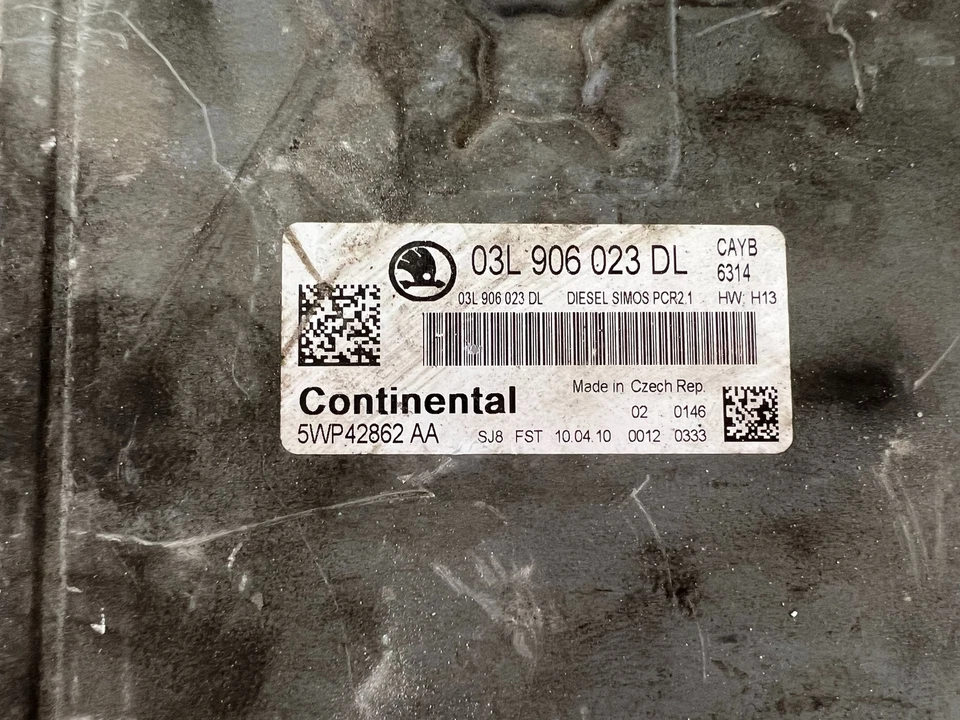 03L 906 023 DL CAYB
6314
03L 906 023 DL DIESEL SIMOS PCR2.1 HW: H13
Continental Made in Czech Rep.
02 0146
5WP42862 AA SJ8 FST 10.04.10 0012 0333